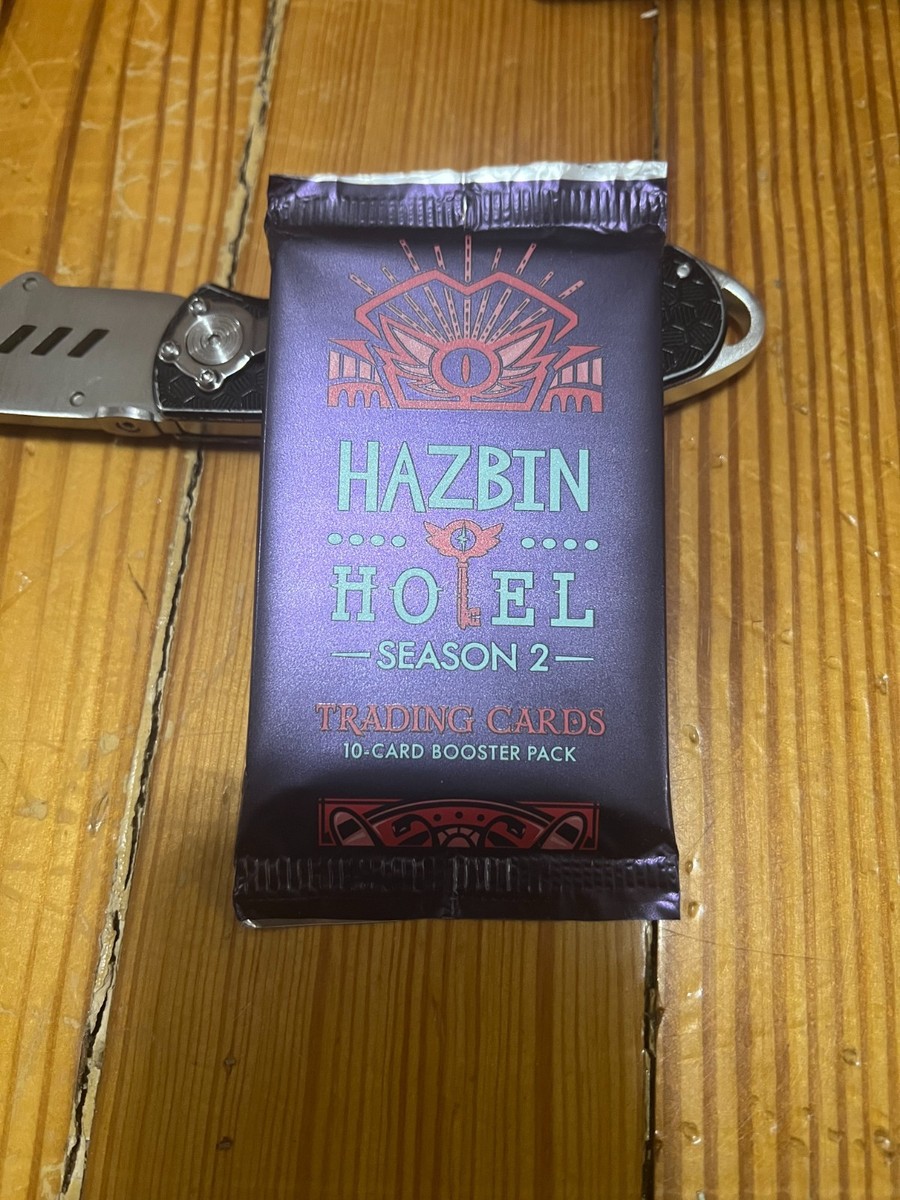 HAZBIN
HOTEL
SEASON 2
TRADING CARDS
10-CARD BOOSTER PACK